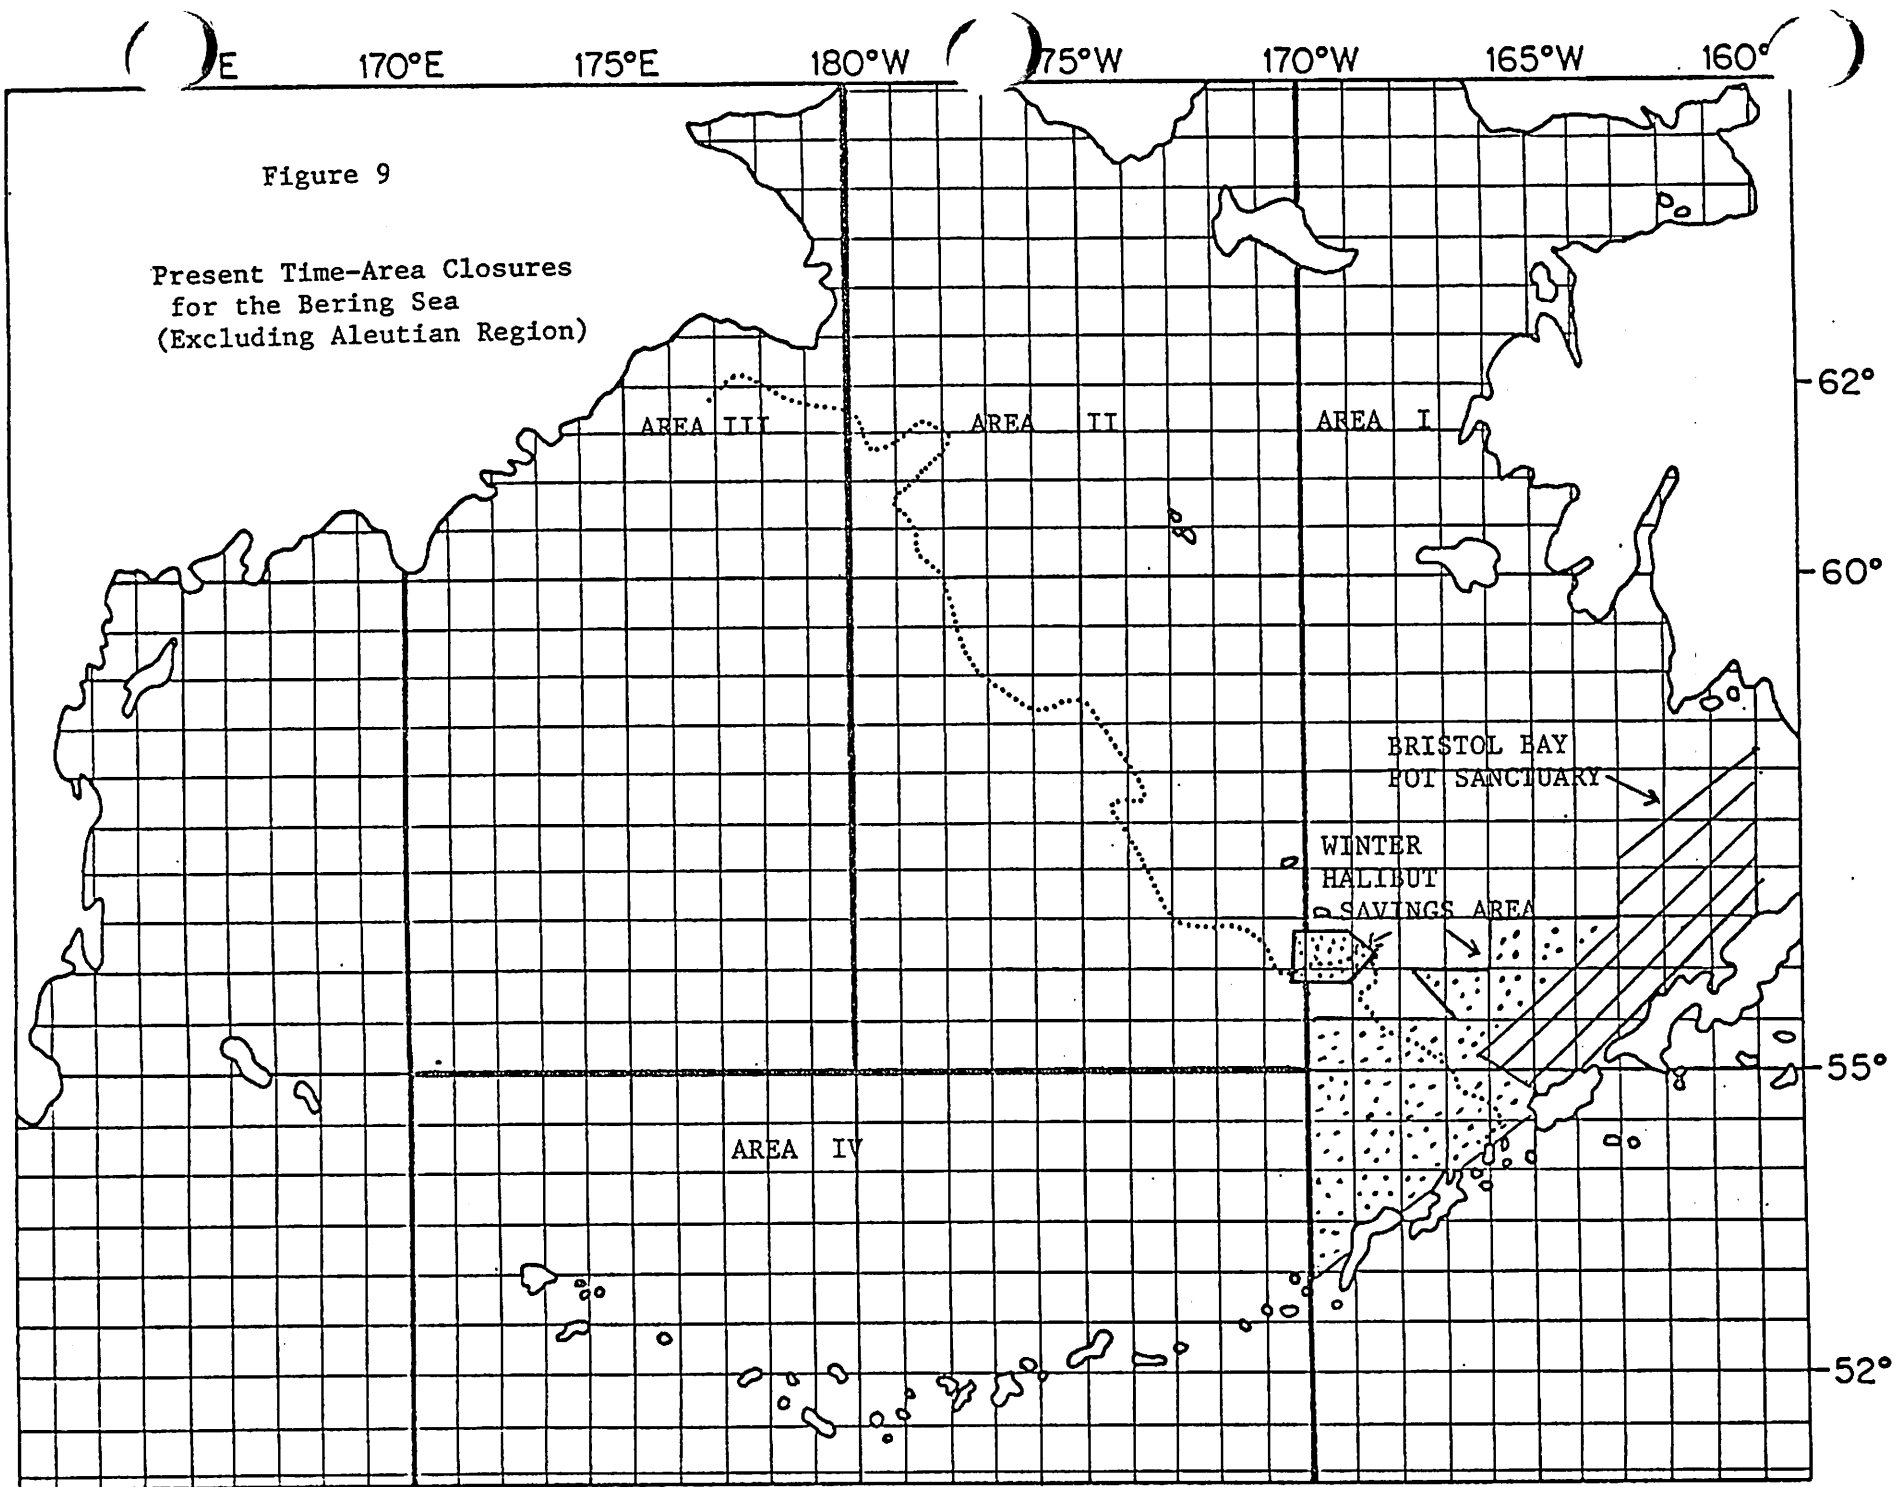 E 170°E 175°E 180°W 75°W 170°W 165°W 160°
Figure 9
Present Time-Area Closures
for the Bering Sea
(Excluding Aleutian Region)
62°
AREA III AREA II AREA I
60°
BRISTOL BAY
POT SANCTUARY
WINTER
HALIBUT
SAVINGS AREA
55°
AREA IV
52°